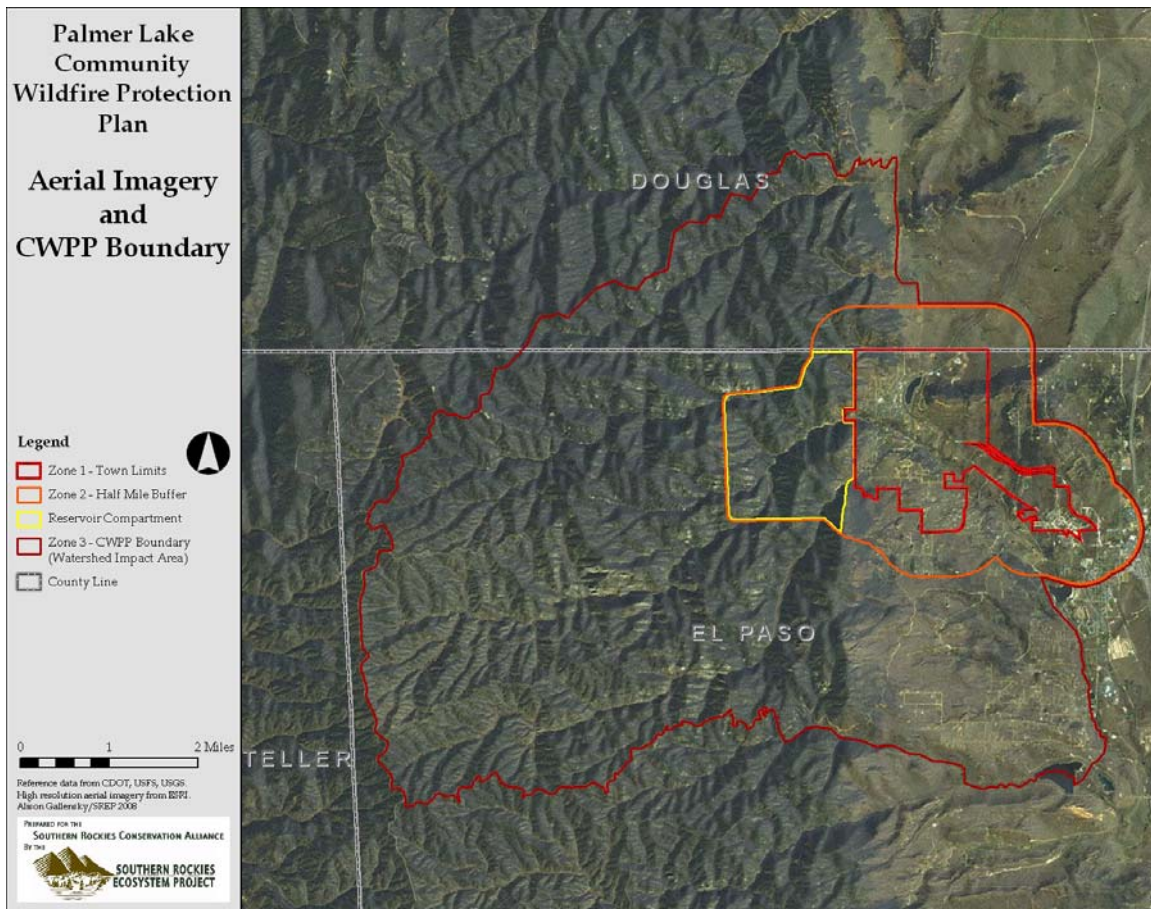 Palmer Lake
Community
Wildfire Protection
Plan
Aerial Imagery
and
CWPP Boundary
Legend
Zone 1 - Town Limits
Zone 2 - Half Mile Buffer
Reservoir Compartment
Zone 3 - CWPP Boundary
(Watershed Impact Area)
County Line
0 1 2 Miles
Reference data from CDOT, USFS, USGS.
High resolution aerial imagery from ESRI.
Alison Gallensky/SREP 2008
PREPARED FOR THE
SOUTHERN ROCKIES CONSERVATION ALLIANCE
BY THE
SOUTHERN ROCKIES
ECOSYSTEM PROJECT
DOUGLAS
EL PASO
TELLER